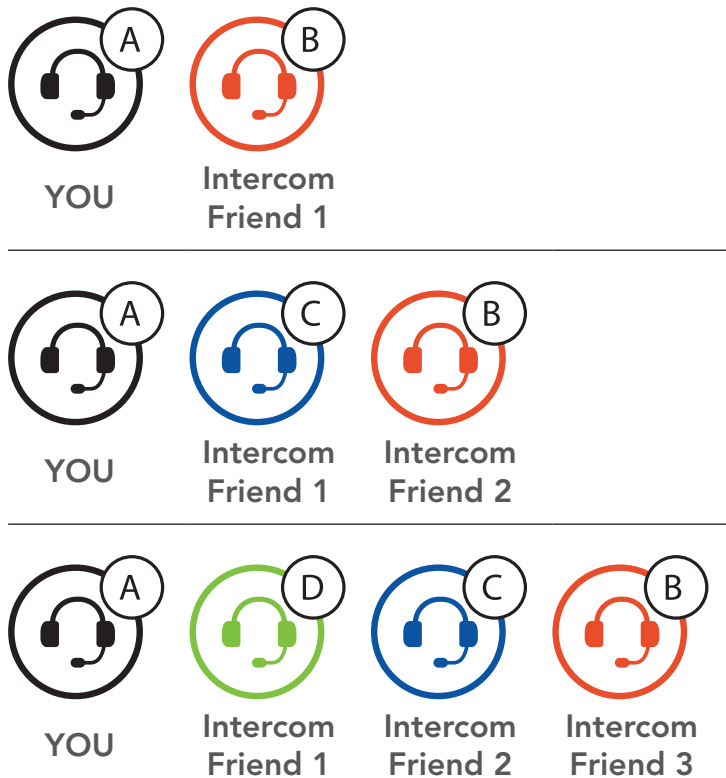 A
B
YOU
Intercom
Friend 1
A
C
B
YOU
Intercom
Friend 1
Intercom
Friend 2
A
D
C
B
YOU
Intercom
Friend 1
Intercom
Friend 2
Intercom
Friend 3